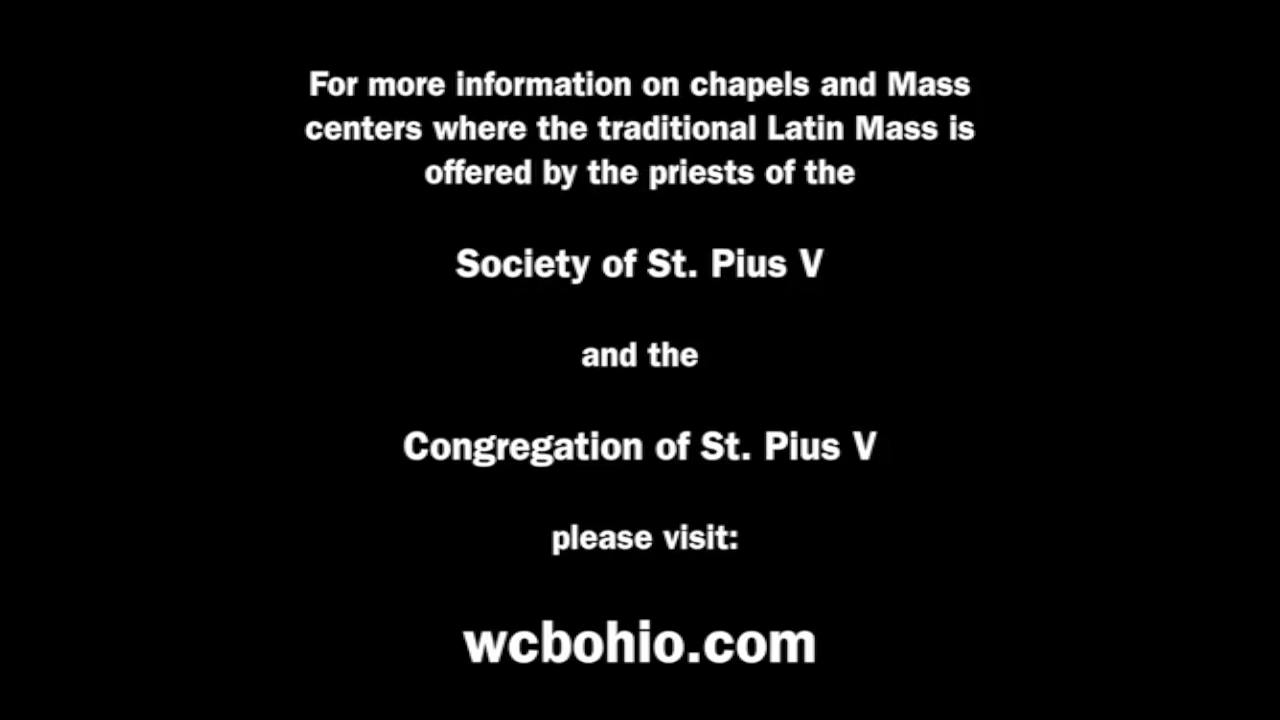 For more information on chapels and Mass
centers where the traditional Latin Mass is
offered by the priests of the
Society of St. Pius V
and the
Congregation of St. Pius V
please visit:
wcbohio.com